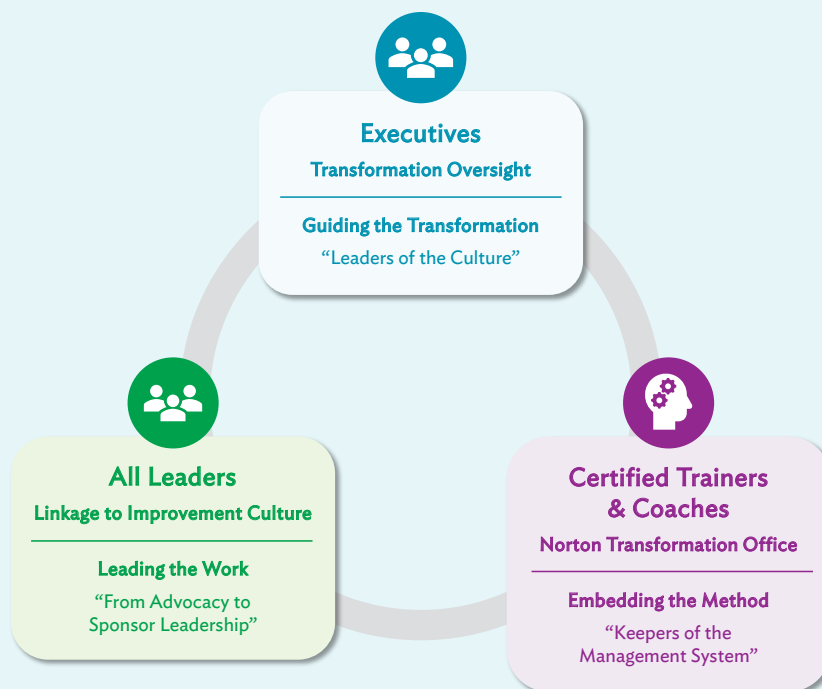 Executives
Transformation Oversight
Guiding the Transformation
“Leaders of the Culture”
All Leaders
Linkage to Improvement Culture
Leading the Work
“From Advocacy to
Sponsor Leadership”
Certified Trainers
& Coaches
Norton Transformation Office
Embedding the Method
“Keepers of the
Management System”